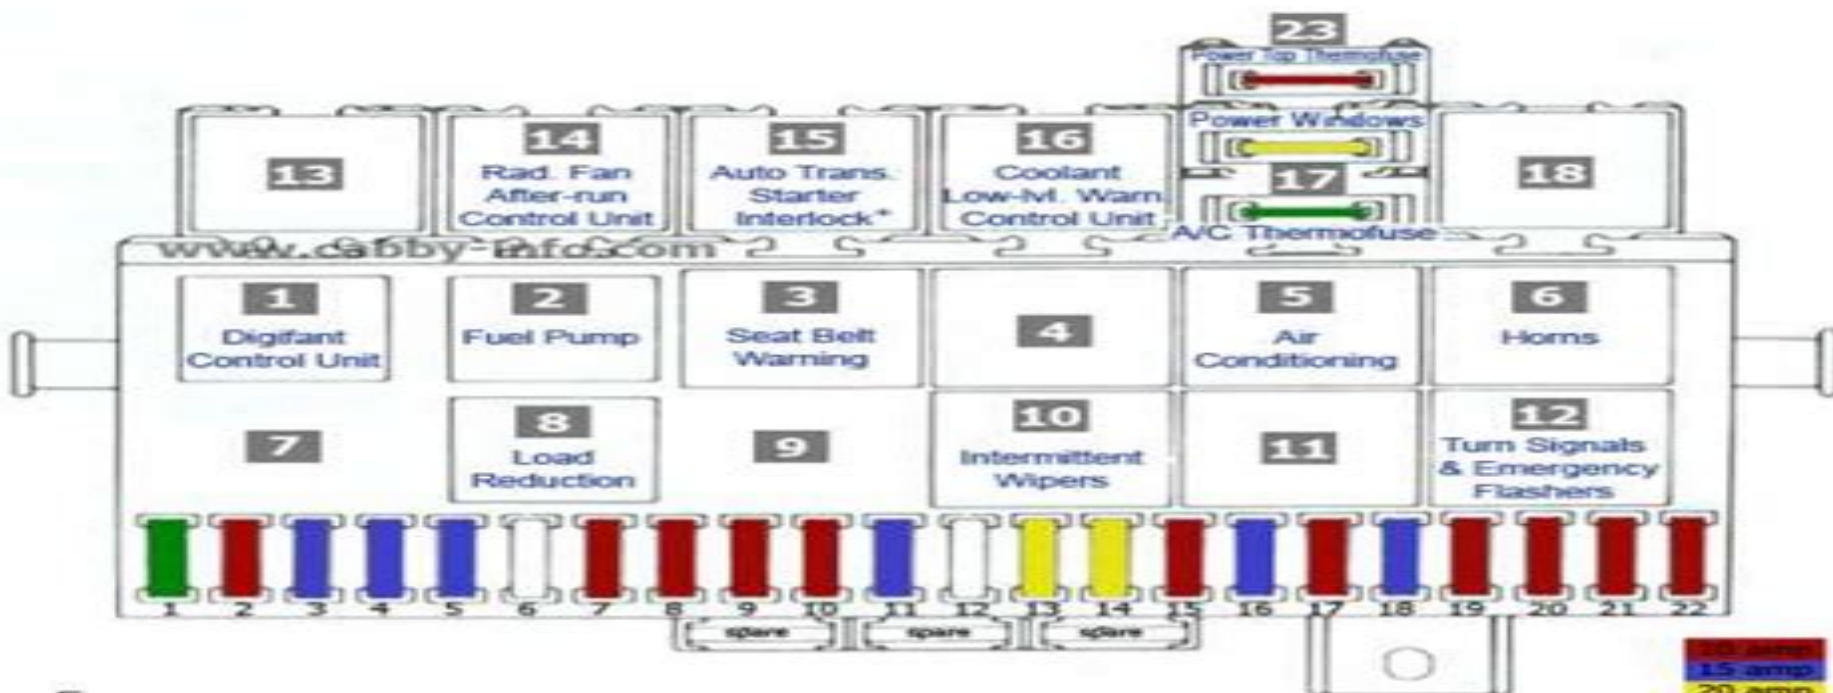 23
Power Top Thermofuse
Power Windows
13
14
Rad. Fan
After-run
Control Unit
15
Auto Trans.
Starter
Interlock*
16
Coolant
Low-lvl. Warn
Control Unit
17
A/C Thermofuse
18
www.cabby-info.com
1
Digifant
Control Unit
2
Fuel Pump
3
Seat Belt
Warning
4
5
Air
Conditioning
6
Horns
7
8
Load
Reduction
9
10
Intermittent
Wipers
11
12
Turn Signals
& Emergency
Flashers
1 2 3 4 5 6 7 8 9 10 11 12 13 14 15 16 17 18 19 20 21 22
spare spare spare
10 amp
15 amp
20 amp